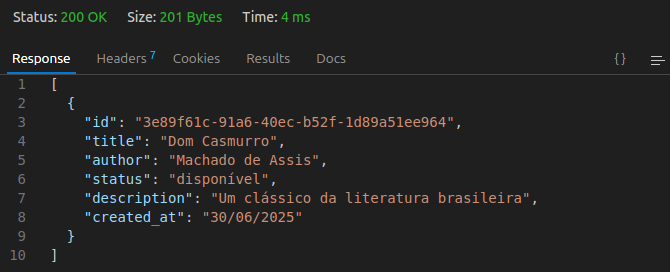 Status: 200 OK Size: 201 Bytes Time: 4 ms
Response Headers 7 Cookies Results Docs {}
1 [
2 {
3 "id": "3e89f61c-91a6-40ec-b52f-1d89a51ee964",
4 "title": "Dom Casmurro",
5 "author": "Machado de Assis",
6 "status": "disponível",
7 "description": "Um clássico da literatura brasileira",
8 "created_at": "30/06/2025"
9 }
10 ]